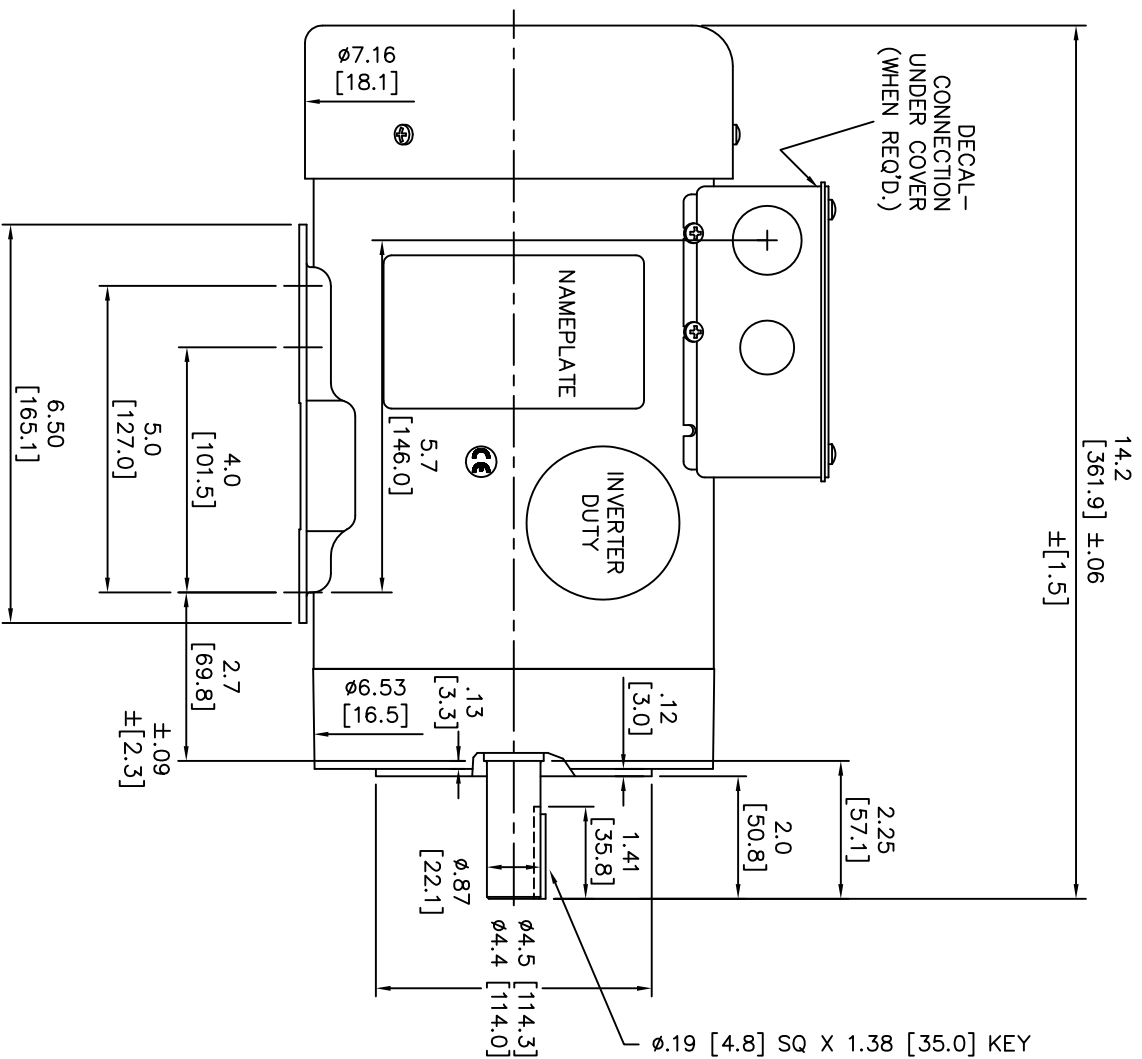 14.2
[361.9] ±.06
±[1.5]
DECAL-
CONNECTION
UNDER COVER
(WHEN REQ'D.)
ø7.16
[18.1]
NAMEPLATE
INVERTER
DUTY
CE
5.7
[146.0]
6.50
[165.1]
5.0
[127.0]
4.0
[101.5]
2.7
[69.8]
±.09
±[2.3]
ø6.53
[16.5]
.13
[3.3]
.12
[3.0]
2.25
[57.1]
2.0
[50.8]
1.41
[35.8]
ø.87
[22.1]
ø4.5 [114.3]
ø4.4 [114.0]
ø.19 [4.8] SQ X 1.38 [35.0] KEY